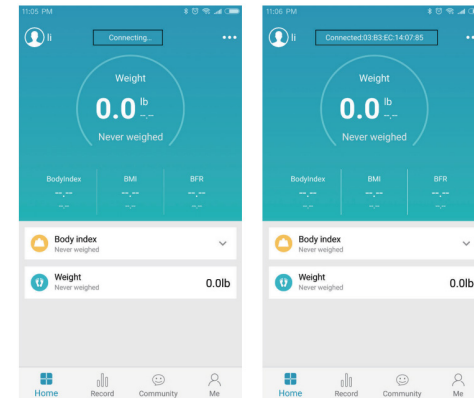 11:05 PM
li
Connecting...
Weight
0.0 lb
--.--
Never weighed
BodyIndex BMI BFR
--.-- --.-- --.--
--.-- --.-- --.--
Body index
Never weighed
Weight
Never weighed
0.0lb
Home Record Community Me
11:06 PM
li
Connected:03:B3:EC:14:07:85
Weight
0.0 lb
--.--
Never weighed
BodyIndex BMI BFR
--.-- --.-- --.--
--.-- --.-- --.--
Body index
Never weighed
Weight
Never weighed
0.0lb
Home Record Community Me